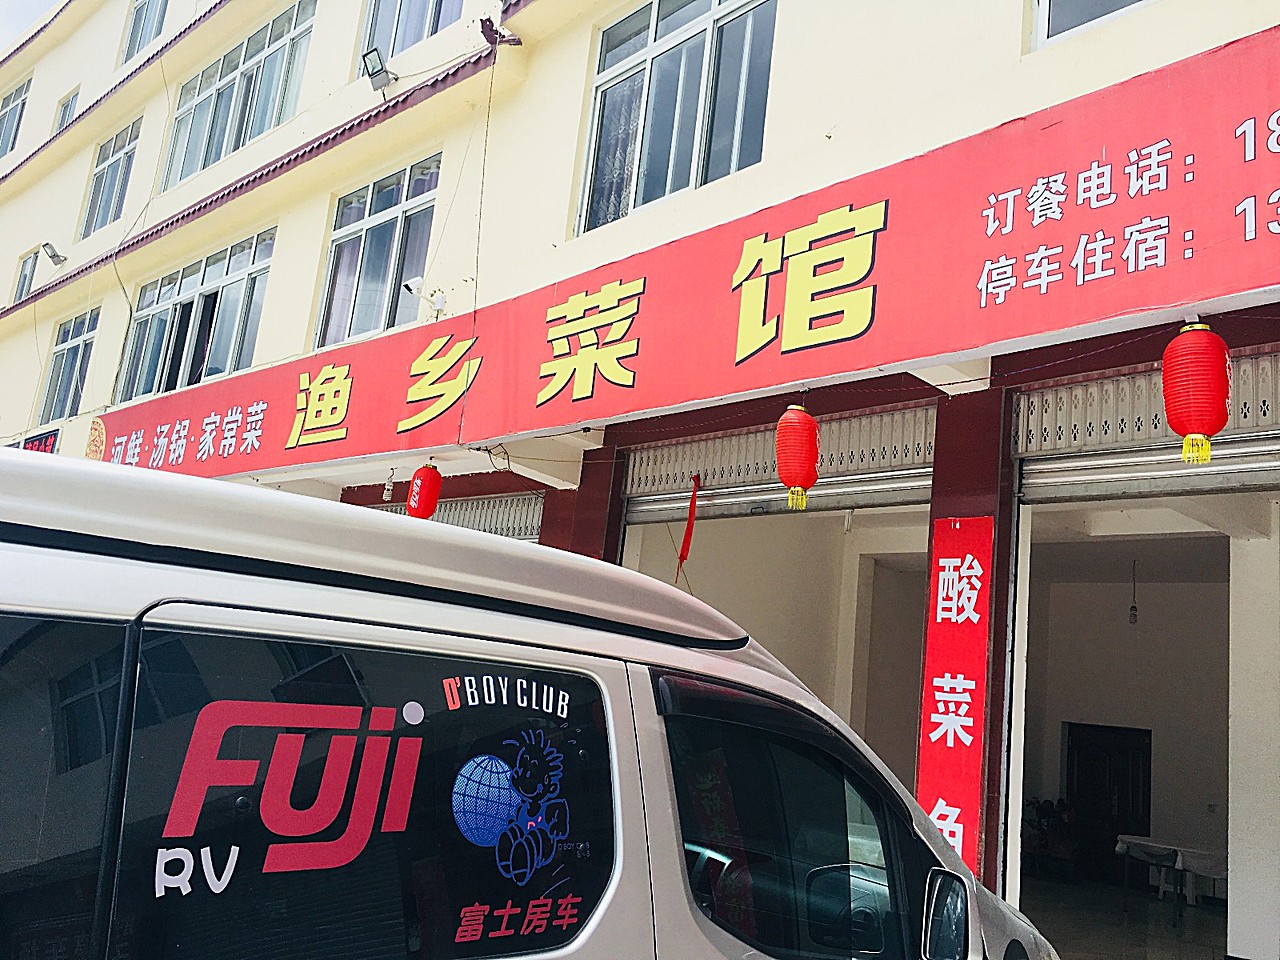 订餐电话：18
停车住宿：13
渔乡菜馆
河鲜·汤锅·家常菜
酸菜鱼
D'BOY CLUB
Fuji
RV
富士房车